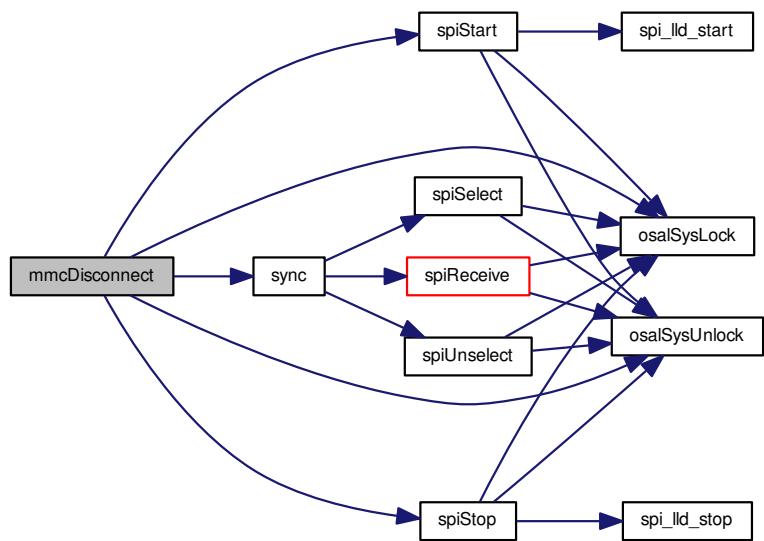 spiStart
spi_lld_start
spiSelect
osalSysLock
mmcDisconnect
sync
spiReceive
osalSysUnlock
spiUnselect
spiStop
spi_lld_stop